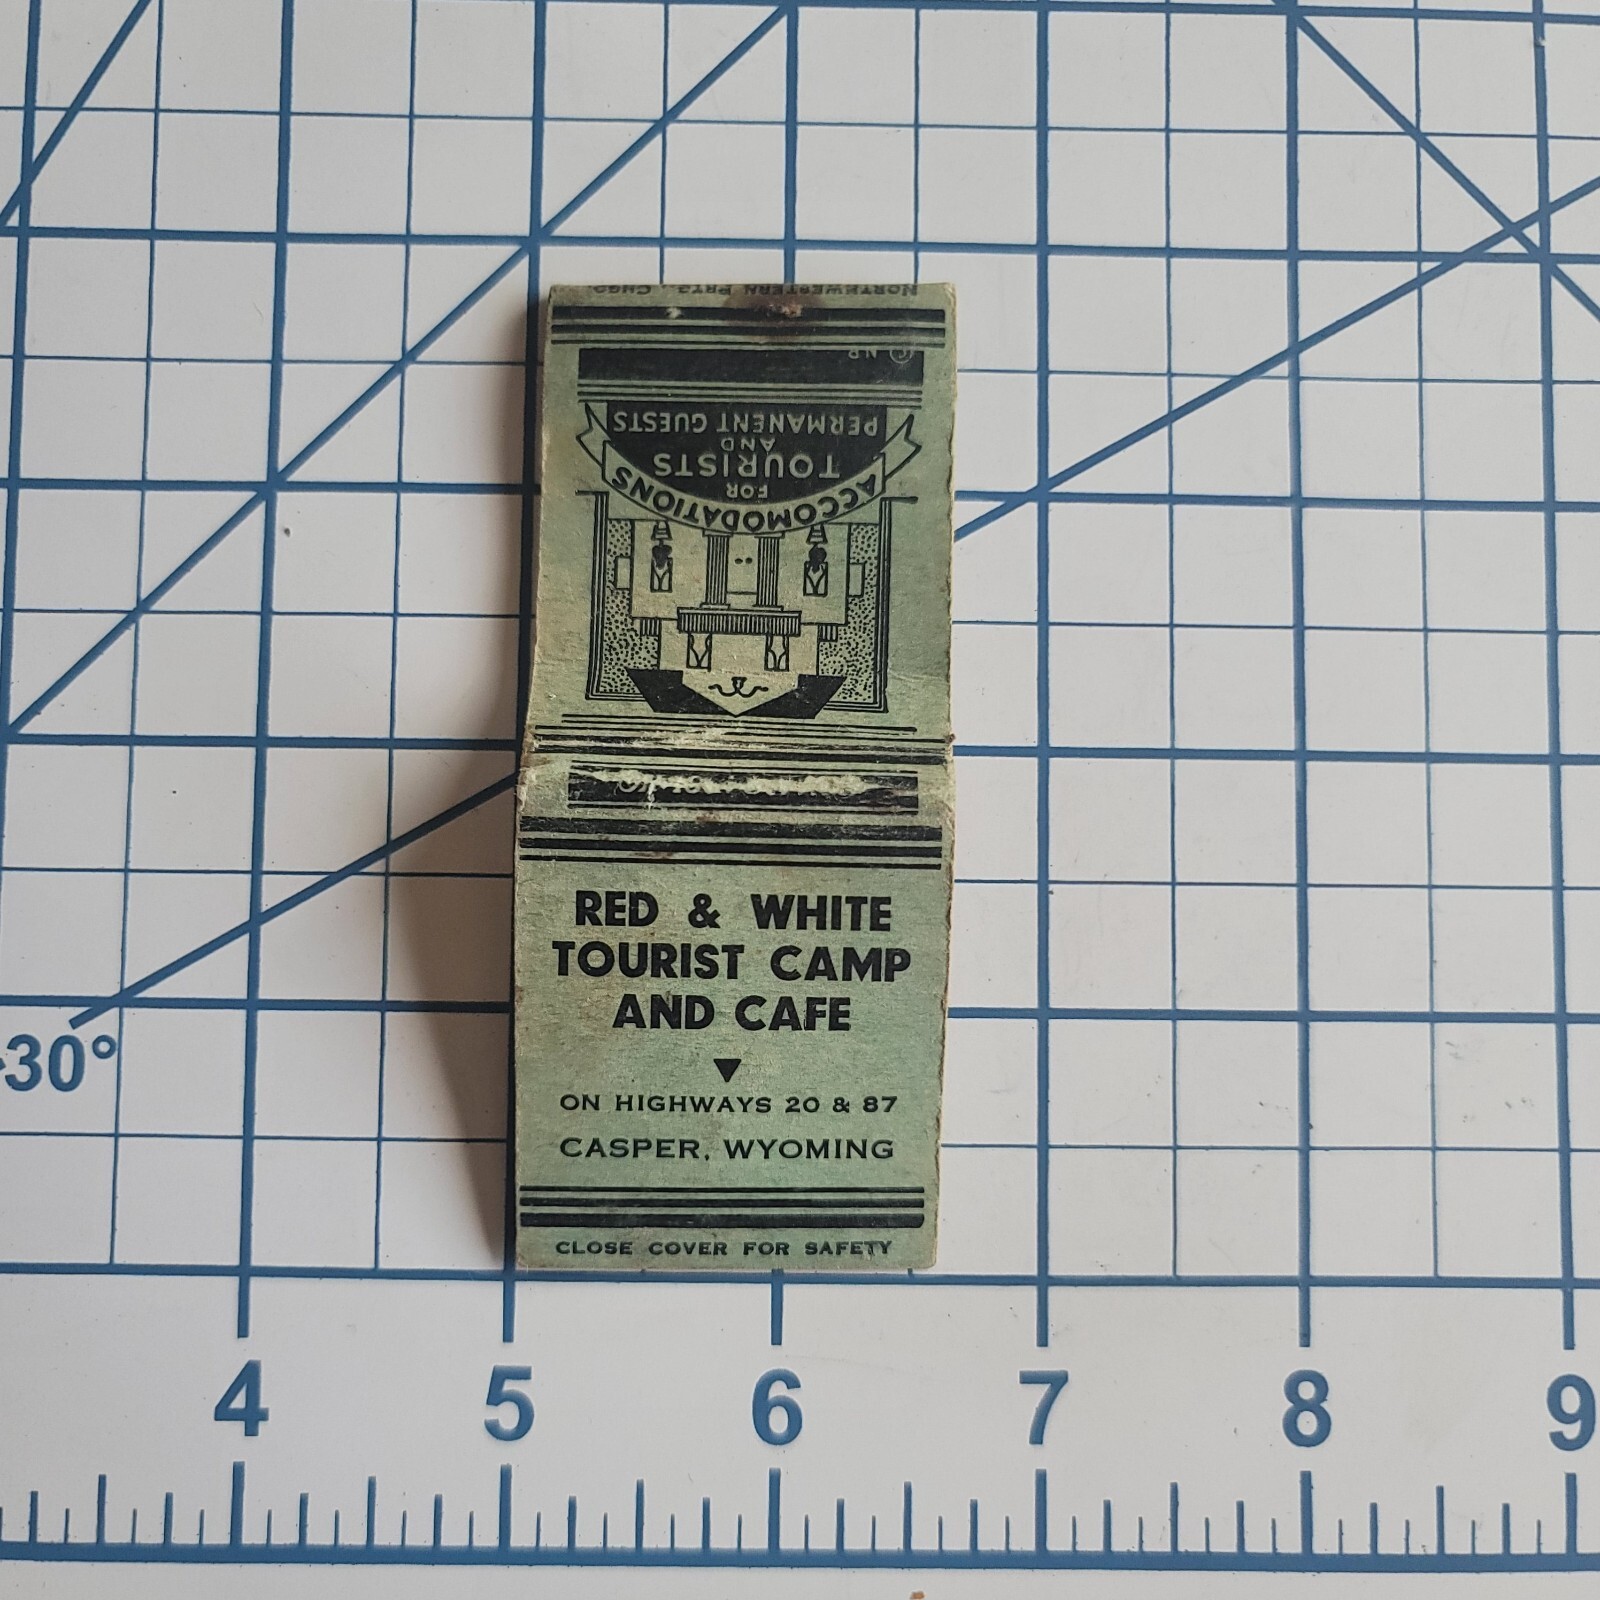 NORTHWESTERN PRTG. CHGO.
© N.P.
ACCOMODATIONS
FOR
TOURISTS
AND
PERMANENT GUESTS
RED & WHITE
TOURIST CAMP
AND CAFE
ON HIGHWAYS 20 & 87
CASPER, WYOMING
CLOSE COVER FOR SAFETY
30°
4 5 6 7 8 9